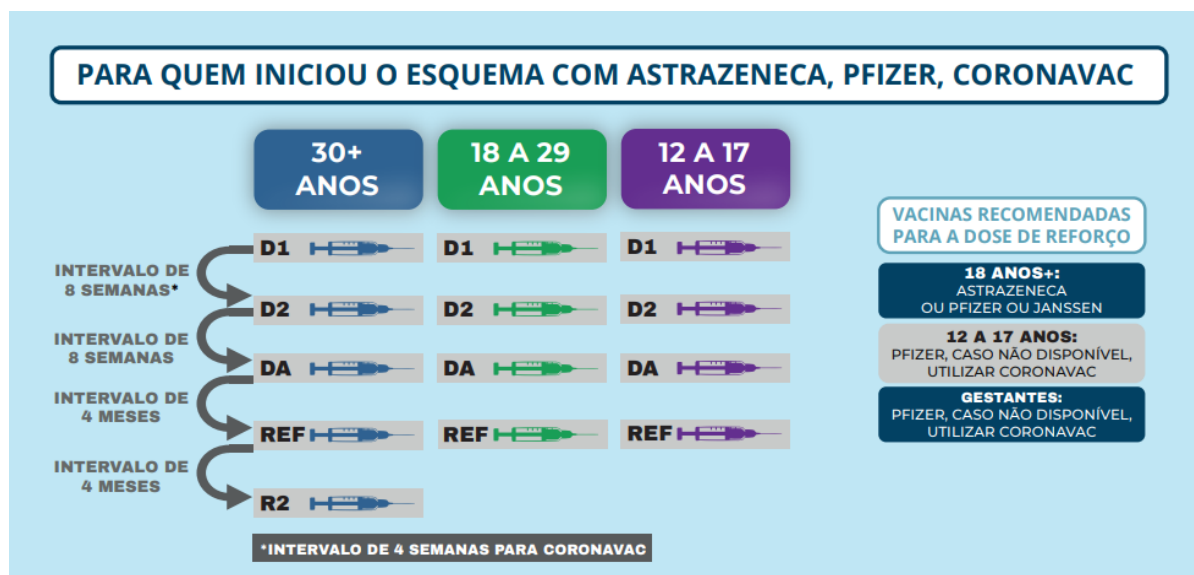 PARA QUEM INICIOU O ESQUEMA COM ASTRAZENECA, PFIZER, CORONAVAC
30+
ANOS
18 A 29
ANOS
12 A 17
ANOS
D1
D1
D1
INTERVALO DE
8 SEMANAS*
D2
D2
D2
INTERVALO DE
8 SEMANAS
DA
DA
DA
INTERVALO DE
4 MESES
REF
REF
REF
INTERVALO DE
4 MESES
R2
*INTERVALO DE 4 SEMANAS PARA CORONAVAC
VACINAS RECOMENDADAS
PARA A DOSE DE REFORÇO
18 ANOS+:
ASTRAZENECA
OU PFIZER OU JANSSEN
12 A 17 ANOS:
PFIZER, CASO NÃO DISPONÍVEL,
UTILIZAR CORONAVAC
GESTANTES:
PFIZER, CASO NÃO DISPONÍVEL,
UTILIZAR CORONAVAC